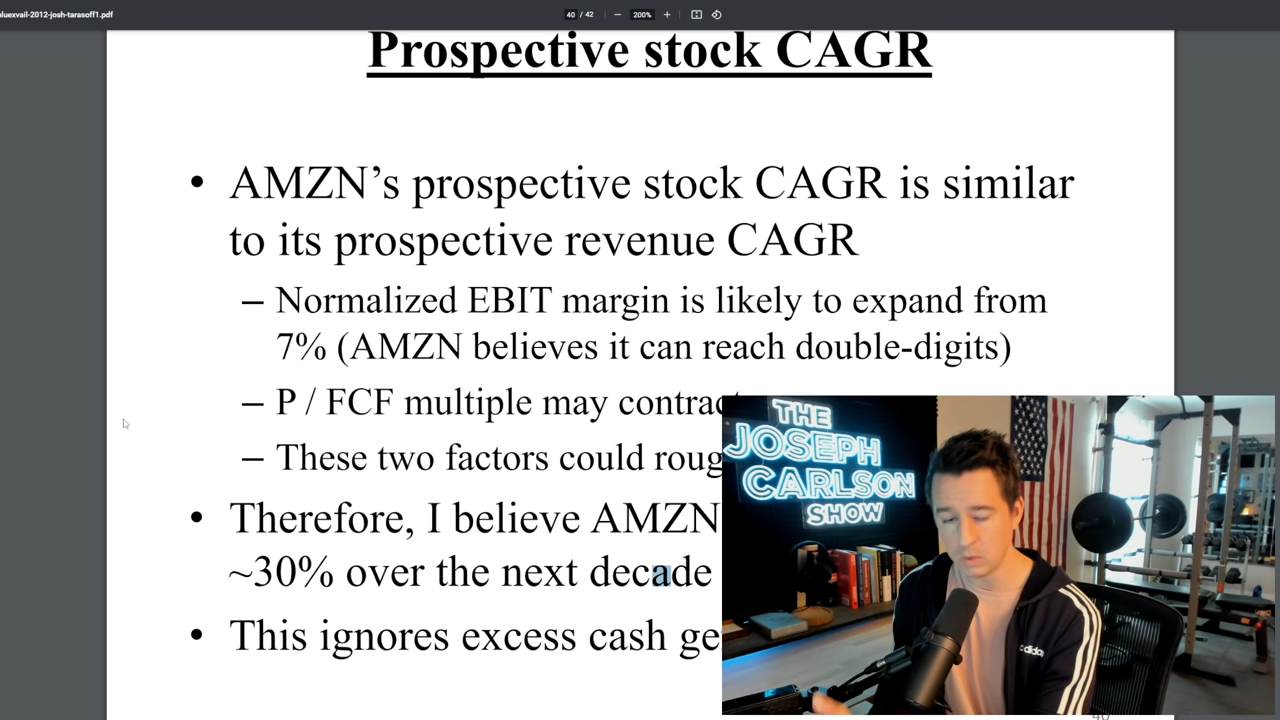 luexvail-2012-josh-tarasoff1.pdf
40 / 42
200%
Prospective stock CAGR
• AMZN’s prospective stock CAGR is similar
to its prospective revenue CAGR
– Normalized EBIT margin is likely to expand from
7% (AMZN believes it can reach double-digits)
– P / FCF multiple may contract
– These two factors could roug
• Therefore, I believe AMZN
~30% over the next decade
• This ignores excess cash ge
THE
JOSEPH
CARLSON
SHOW
adidas
40